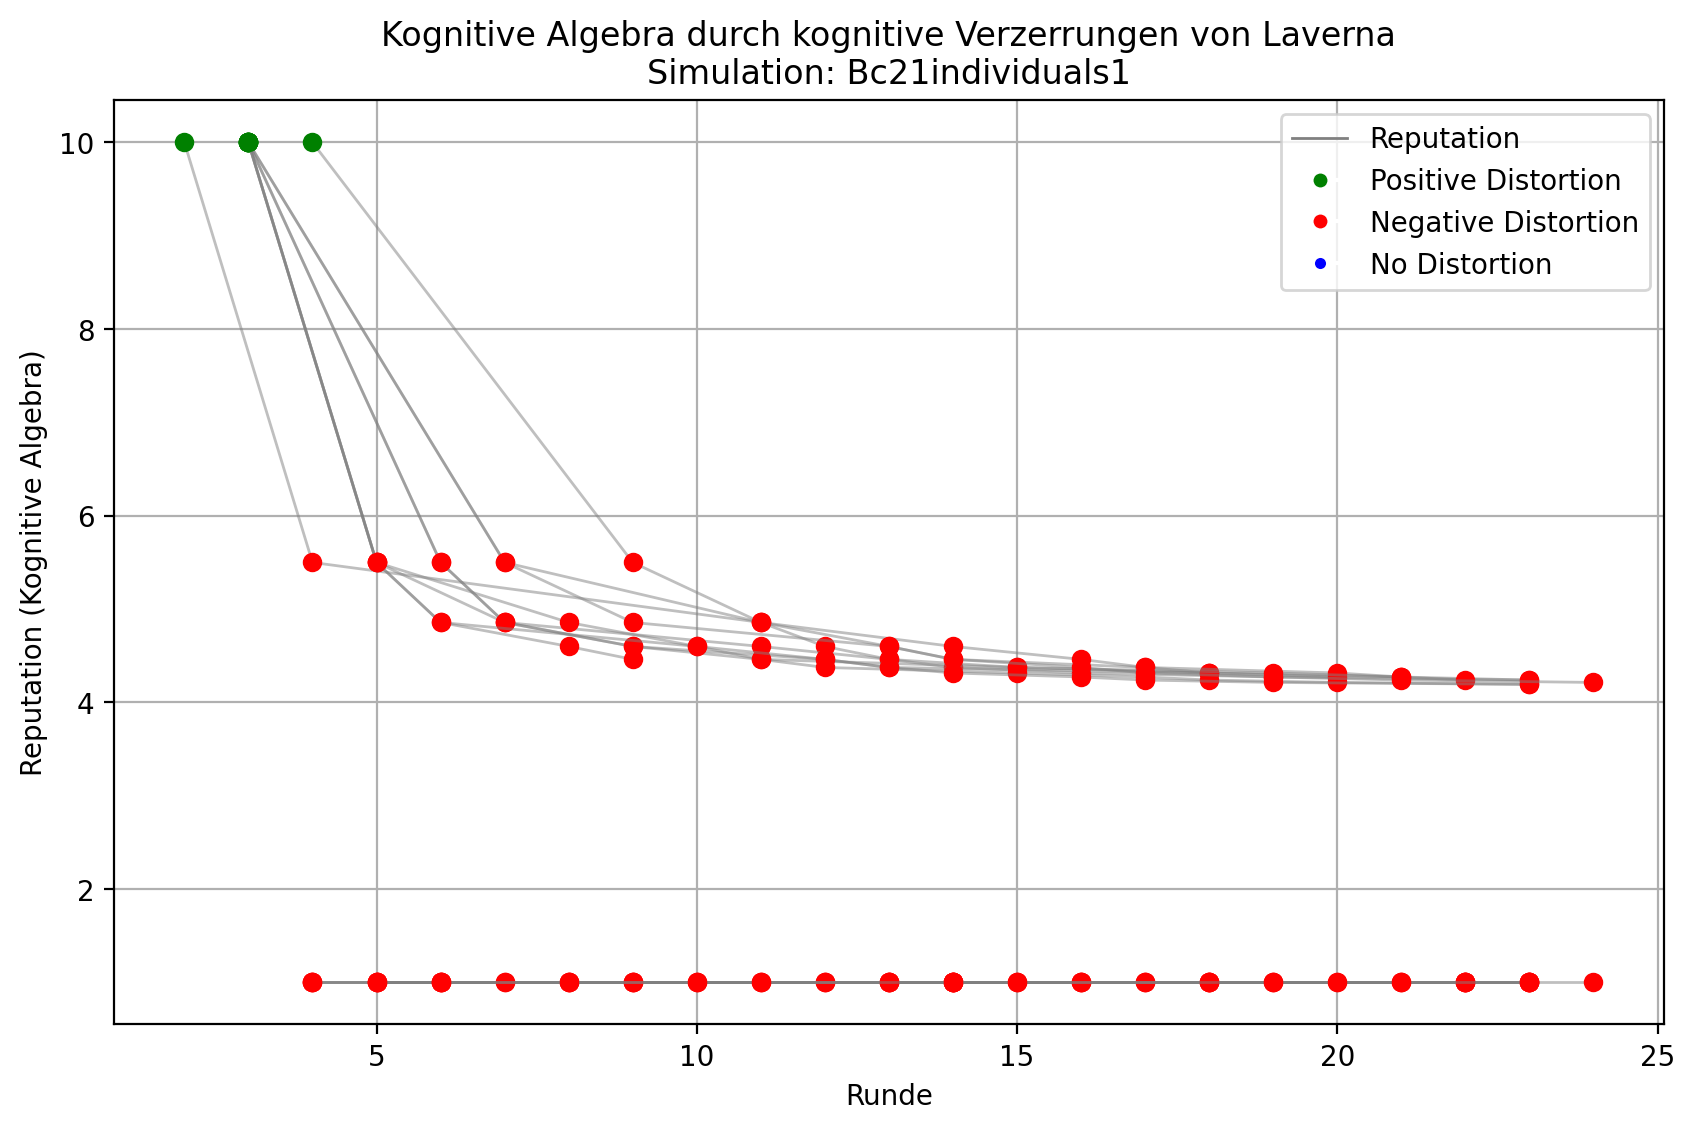 Kognitive Algebra durch kognitive Verzerrungen von Laverna
Simulation: Bc21individuals1
Reputation
Positive Distortion
Negative Distortion
No Distortion
Reputation (Kognitive Algebra)
10
8
6
4
2
5
10
15
20
25
Runde